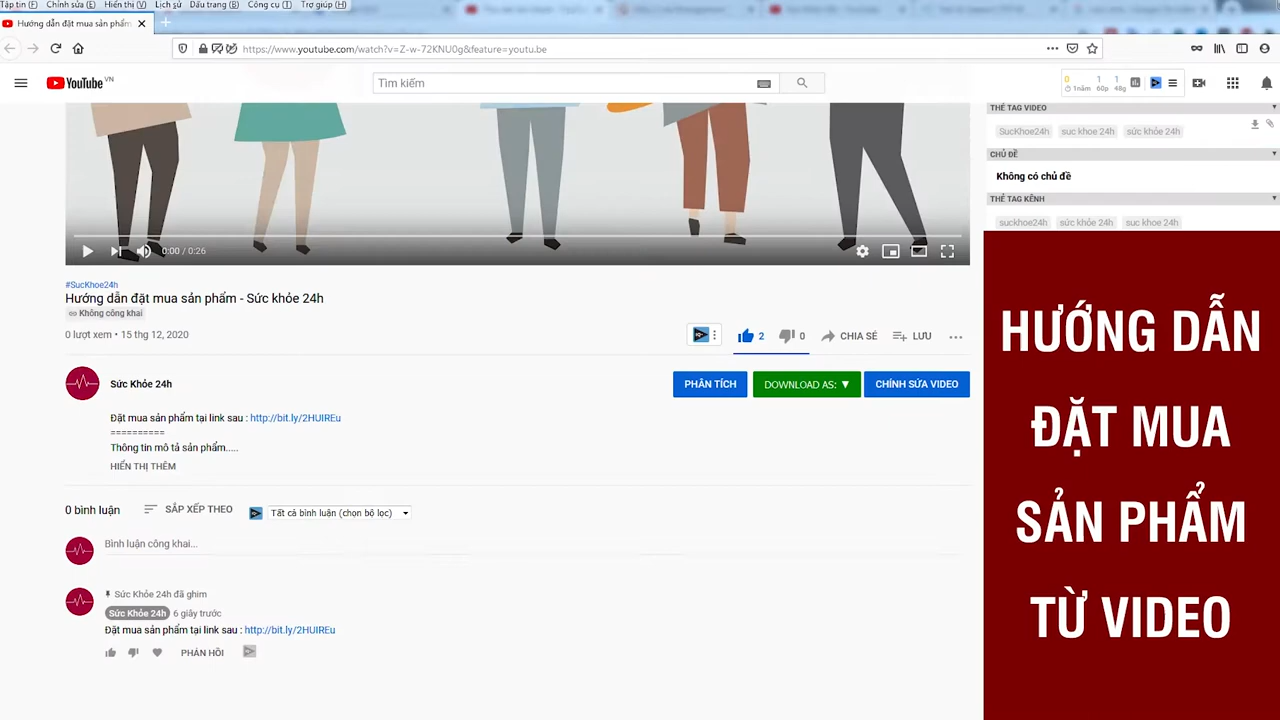 Tập tin (F) Chỉnh sửa (E) Hiển thị (V) Lịch sử Dấu trang (B) Công cụ (T) Trợ giúp (H)
Hướng dẫn đặt mua sản phẩm
https://www.youtube.com/watch?v=Z-w-72KNU0g&feature=youtu.be
YouTube VN
Tìm kiếm
0 1 1
1năm 60p 48g
THẺ TAG VIDEO
SucKhoe24h suc khoe 24h sức khỏe 24h
CHỦ ĐỀ
Không có chủ đề
THẺ TAG KÊNH
suckhoe24h sức khỏe 24h suc khoe 24h
0:00 / 0:26
#SucKhoe24h
Hướng dẫn đặt mua sản phẩm - Sức khỏe 24h
Không công khai
0 lượt xem • 15 thg 12, 2020
2 0 CHIA SẺ LƯU
Sức Khỏe 24h
PHÂN TÍCH DOWNLOAD AS: ▼ CHỈNH SỬA VIDEO
Đặt mua sản phẩm tại link sau : http://bit.ly/2HUIREu
==========
Thông tin mô tả sản phẩm.....
HIỂN THỊ THÊM
0 bình luận SẮP XẾP THEO Tất cả bình luận (chọn bộ lọc)
Bình luận công khai...
Sức Khỏe 24h đã ghim
Sức Khỏe 24h 6 giây trước
Đặt mua sản phẩm tại link sau : http://bit.ly/2HUIREu
PHẢN HỒI
HƯỚNG DẪN
ĐẶT MUA
SẢN PHẨM
TỪ VIDEO